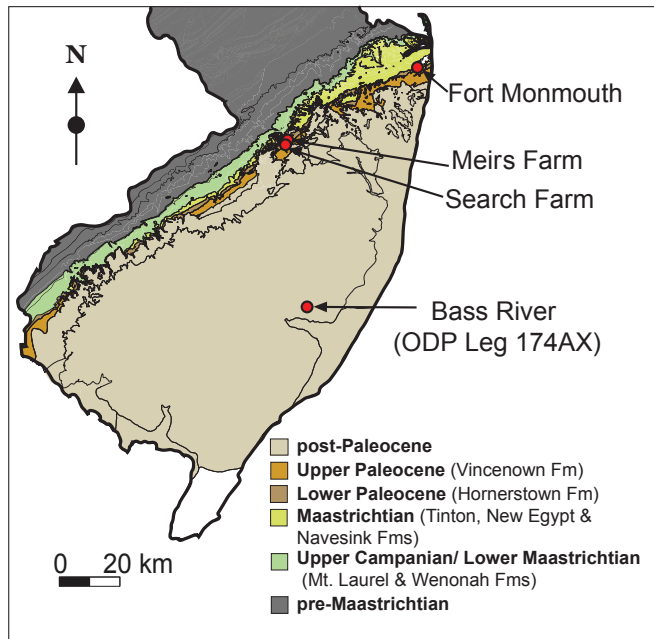 N
Fort Monmouth
Meirs Farm
Search Farm
Bass River
(ODP Leg 174AX)
post-Paleocene
Upper Paleocene (Vincenown Fm)
Lower Paleocene (Hornerstown Fm)
Maastrichtian (Tinton, New Egypt &
Navesink Fms)
Upper Campanian/ Lower Maastrichtian
(Mt. Laurel & Wenonah Fms)
pre-Maastrichtian
0 20 km